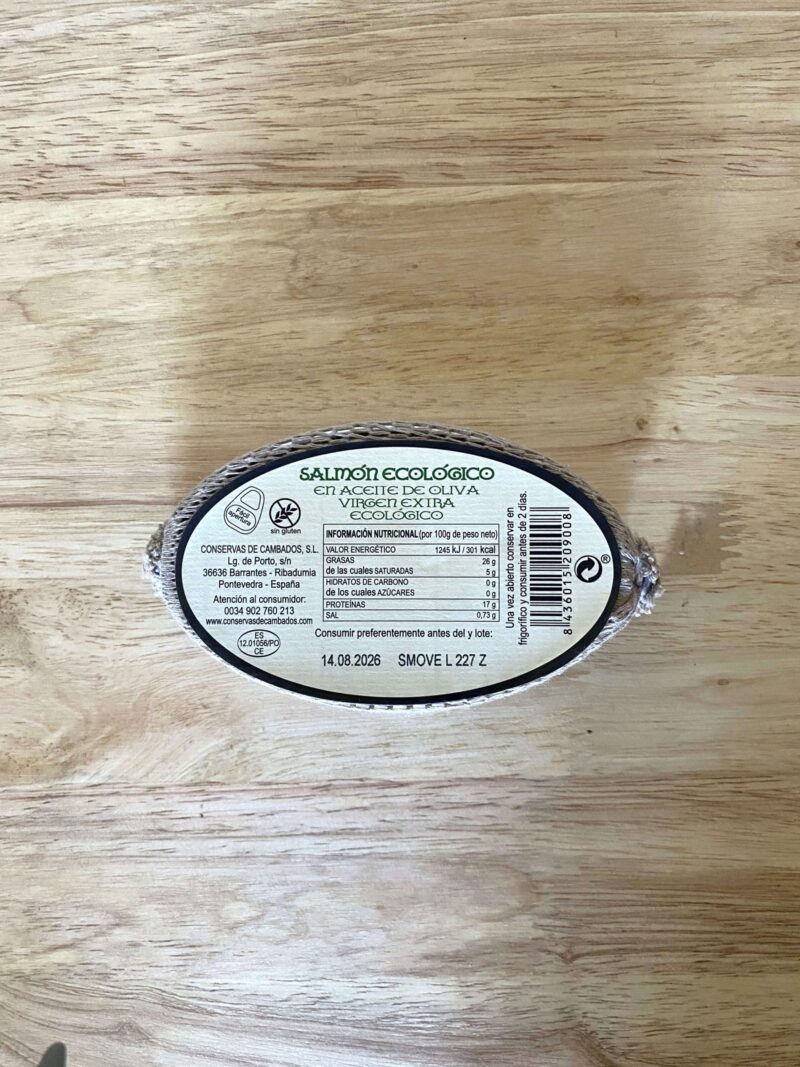 SALMÓN ECOLÓGICO
EN ACEITE DE OLIVA
VIRGEN EXTRA
ECOLÓGICO
Fácil
apertura
sin gluten
CONSERVAS DE CAMBADOS, S.L.
Lg. de Porto, s/n
36636 Barrantes - Ribadumia
Pontevedra - España
Atención al consumidor:
0034 902 760 213
www.conservasdecambados.com
ES
12.01056/PO
CE
INFORMACIÓN NUTRICIONAL (por 100g de peso neto)
VALOR ENERGÉTICO 1245 kJ / 301 kcal
GRASAS 26 g
de las cuales SATURADAS 5 g
HIDRATOS DE CARBONO 0 g
de los cuales AZÚCARES 0 g
PROTEÍNAS 17 g
SAL 0,73 g
Consumir preferentemente antes del y lote:
14.08.2026 SMOVE L 227 Z
Una vez abierto conservar en
frigorífico y consumir antes de 2 días.
8 436015 209008
®